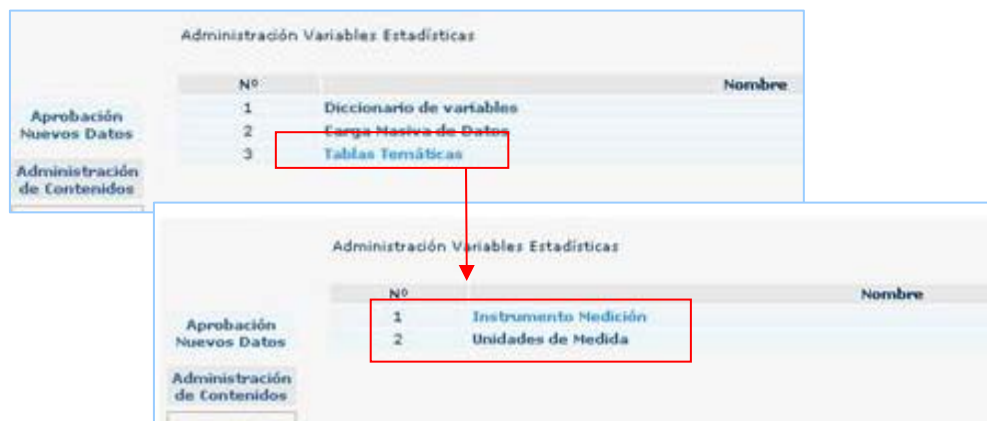 Administración Variables Estadísticas
Nº Nombre
1 Diccionario de variables
2 Carga Masiva de Datos
3 Tablas Temáticas
Aprobación
Nuevos Datos
Administración
de Contenidos
Administración Variables Estadísticas
Nº Nombre
1 Instrumento Medición
2 Unidades de Medida
Aprobación
Nuevos Datos
Administración
de Contenidos